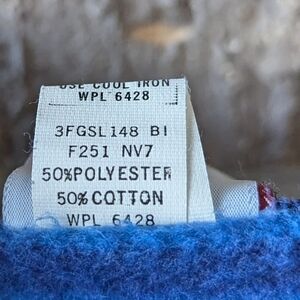 USE COOL IRON
WPL 6428
3FGSL148 BI
F251 NV7
50%POLYESTER
50% COTTON
WPL 6428